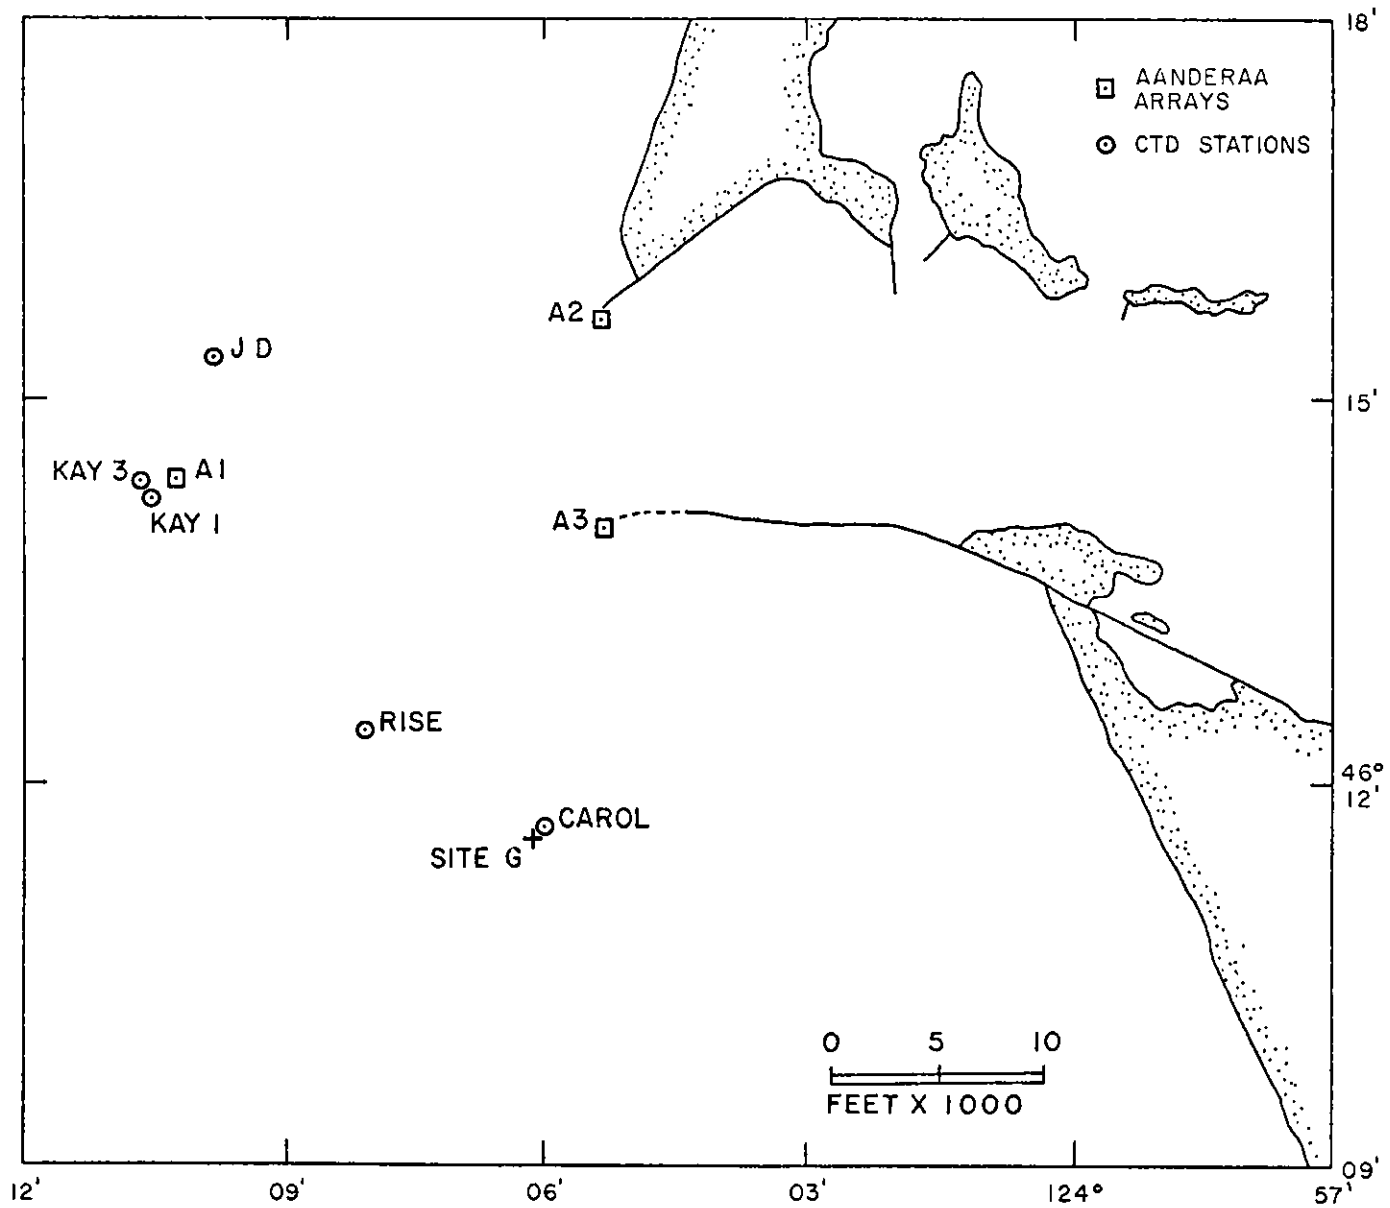 18'
AANDERAA
ARRAYS
CTD STATIONS
A2
JD
15'
KAY 3
A1
KAY 1
A3
RISE
46°
12'
CAROL
SITE G
0 5 10
FEET X 1000
09'
12' 09' 06' 03' 124° 57'